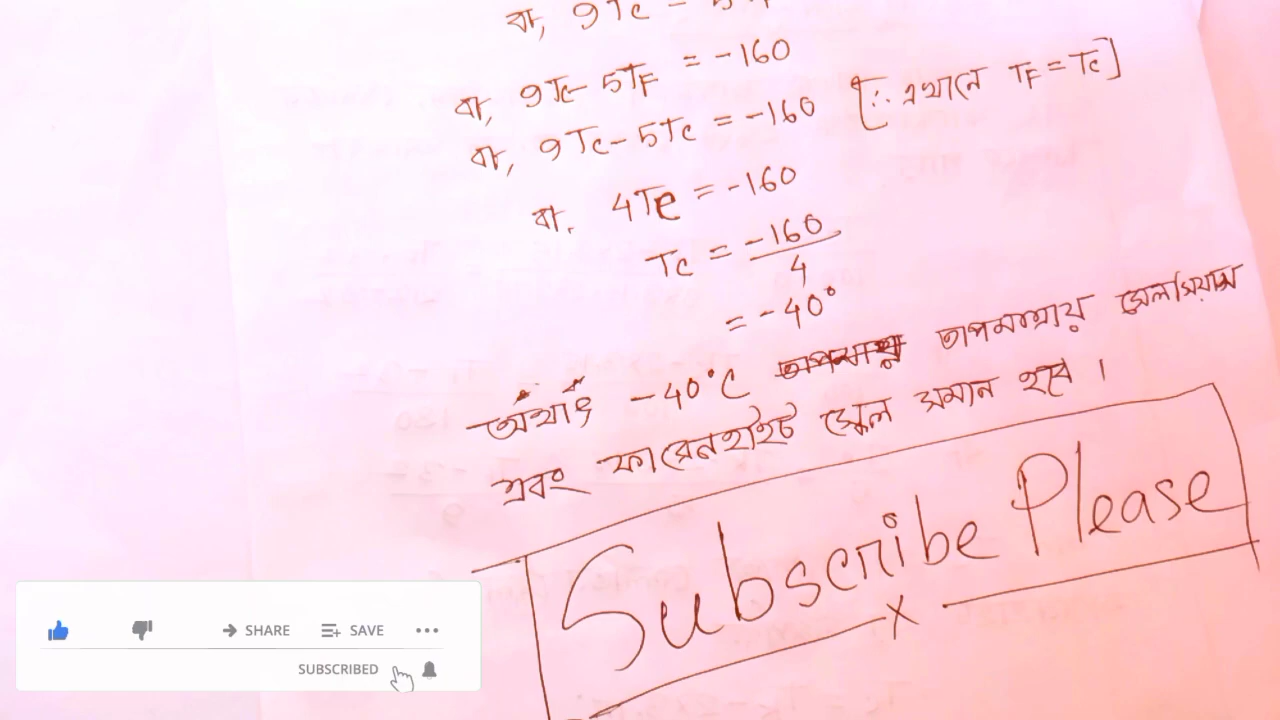 বা, 9Tc -
বা, 9Tc - 5TF = -160
বা, 9Tc - 5Tc = -160 [∵ এখানে TF = Tc]
বা, 4Tc = -160
Tc = -160/4
= -40°
অর্থাৎ -40°C তাপমাত্রায় সেলসিয়াস
এবং ফারেনহাইট স্কেল সমান হবে।
Subscribe Please
x
SHARE SAVE
SUBSCRIBED